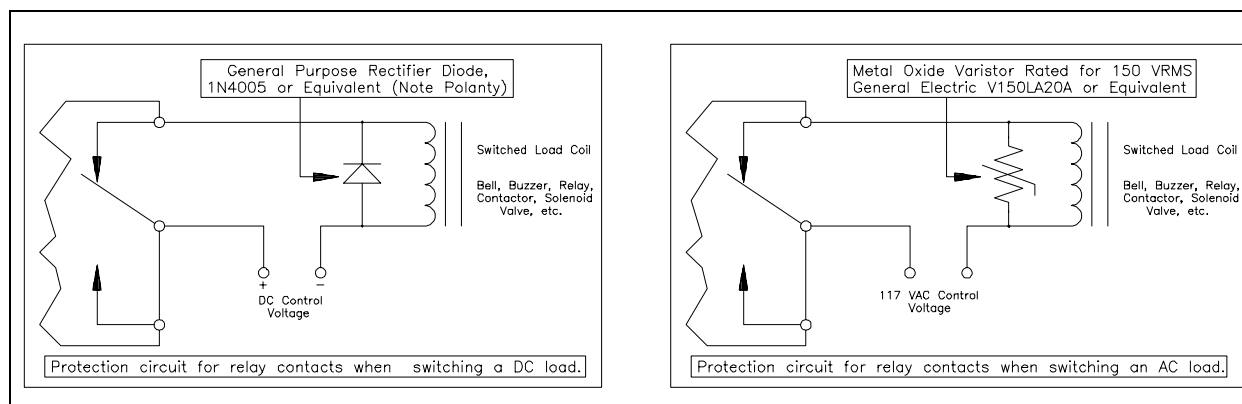 General Purpose Rectifier Diode,
1N4005 or Equivalent (Note Polanty)
Switched Load Coil
Bell, Buzzer, Relay,
Contactor, Solenoid
Valve, etc.
+ −
DC Control
Voltage
Protection circuit for relay contacts when switching a DC load.
Metal Oxide Varistor Rated for 150 VRMS
General Electric V150LA20A or Equivalent
Switched Load Coil
Bell, Buzzer, Relay,
Contactor, Solenoid
Valve, etc.
117 VAC Control
Voltage
Protection circuit for relay contacts when switching an AC load.